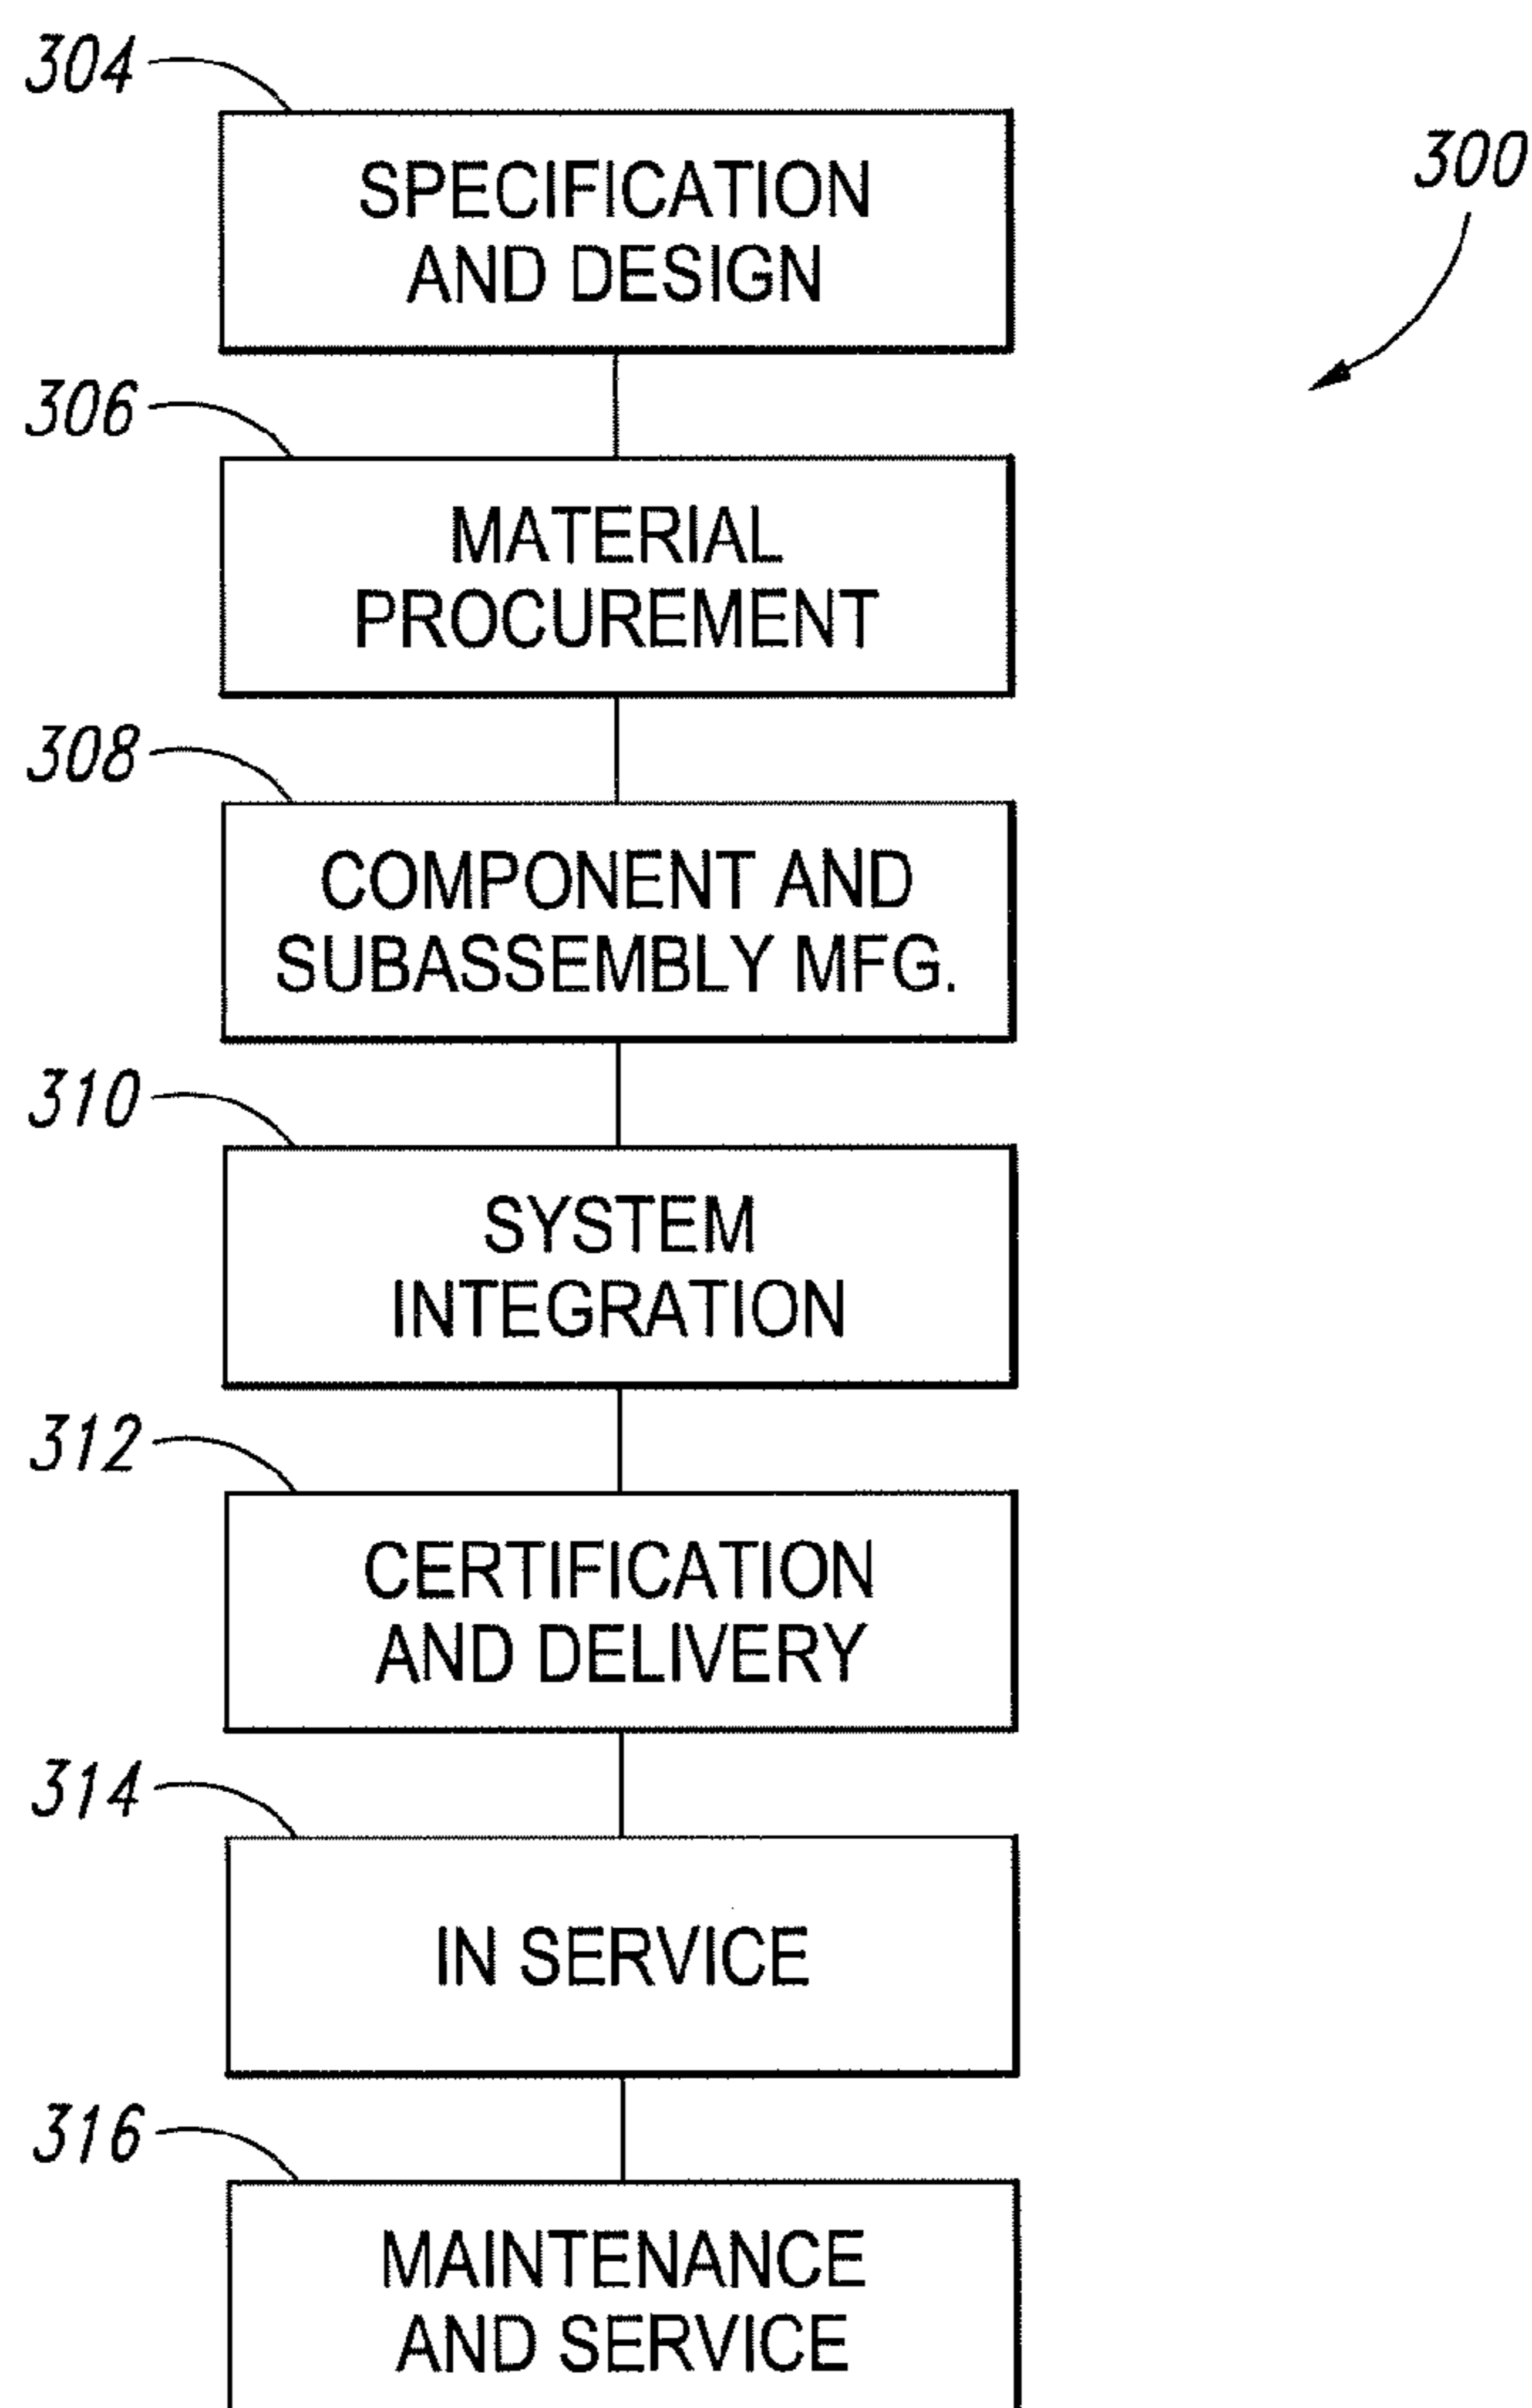 304
SPECIFICATION
AND DESIGN
300
306
MATERIAL
PROCUREMENT
308
COMPONENT AND
SUBASSEMBLY MFG.
310
SYSTEM
INTEGRATION
312
CERTIFICATION
AND DELIVERY
314
IN SERVICE
316
MAINTENANCE
AND SERVICE